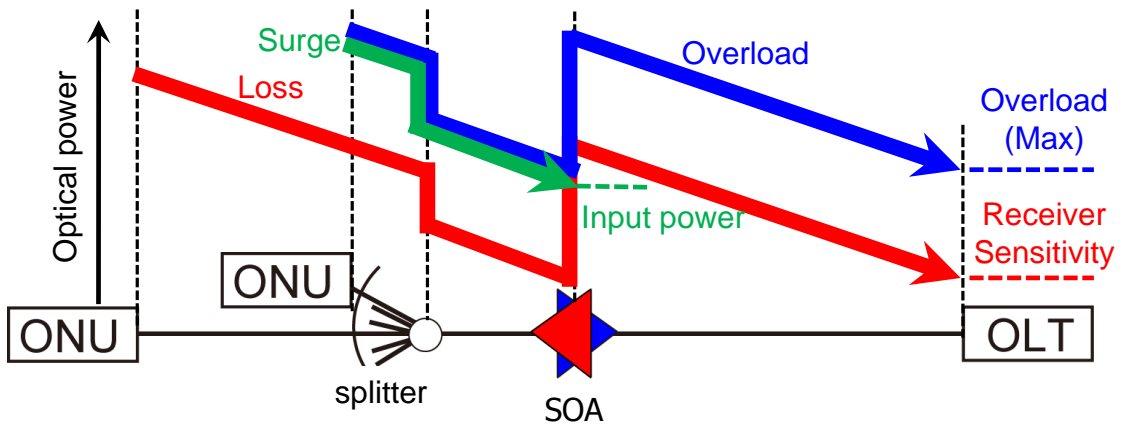 Surge
Loss
Overload
Overload
(Max)
Optical power
Input power
Receiver
Sensitivity
ONU
ONU
OLT
splitter
SOA